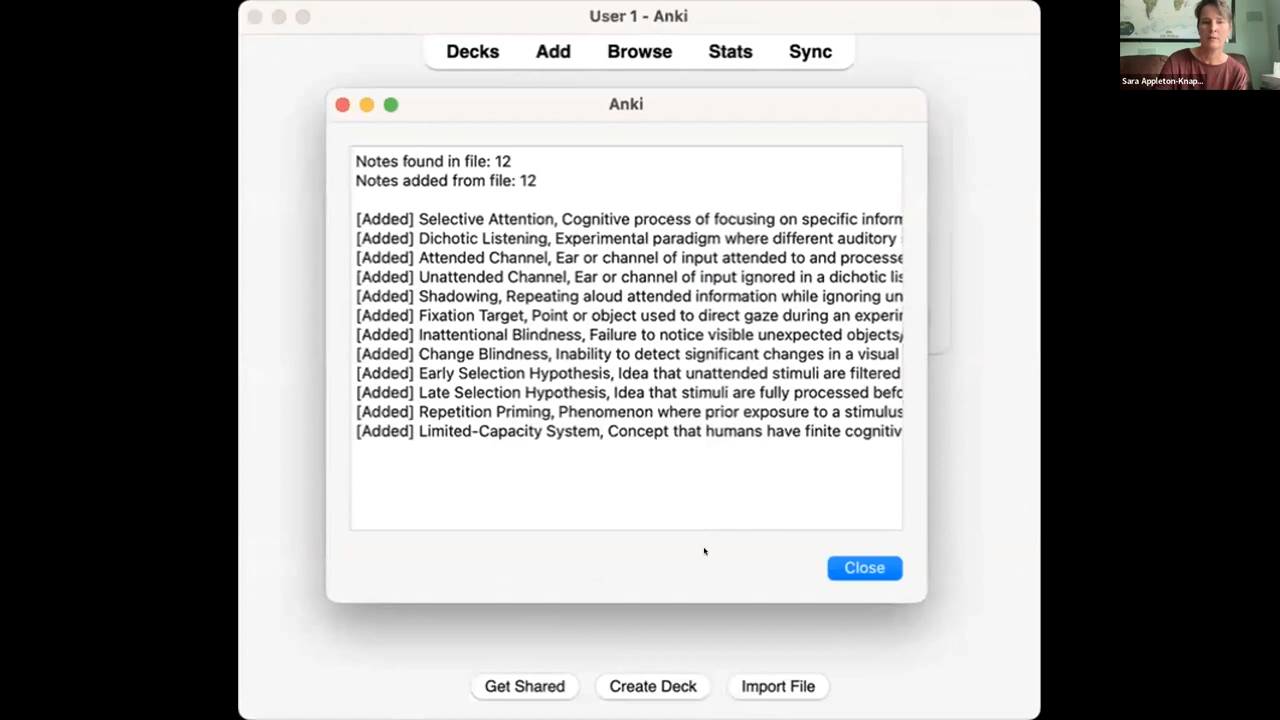 User 1 - Anki
Decks Add Browse Stats Sync
Anki
Notes found in file: 12
Notes added from file: 12
[Added] Selective Attention, Cognitive process of focusing on specific inform
[Added] Dichotic Listening, Experimental paradigm where different auditory
[Added] Attended Channel, Ear or channel of input attended to and processe
[Added] Unattended Channel, Ear or channel of input ignored in a dichotic lis
[Added] Shadowing, Repeating aloud attended information while ignoring un
[Added] Fixation Target, Point or object used to direct gaze during an experir
[Added] Inattentional Blindness, Failure to notice visible unexpected objects/
[Added] Change Blindness, Inability to detect significant changes in a visual
[Added] Early Selection Hypothesis, Idea that unattended stimuli are filtered
[Added] Late Selection Hypothesis, Idea that stimuli are fully processed befo
[Added] Repetition Priming, Phenomenon where prior exposure to a stimulus
[Added] Limited-Capacity System, Concept that humans have finite cognitiv
Close
Get Shared Create Deck Import File
Sara Appleton-Knap...